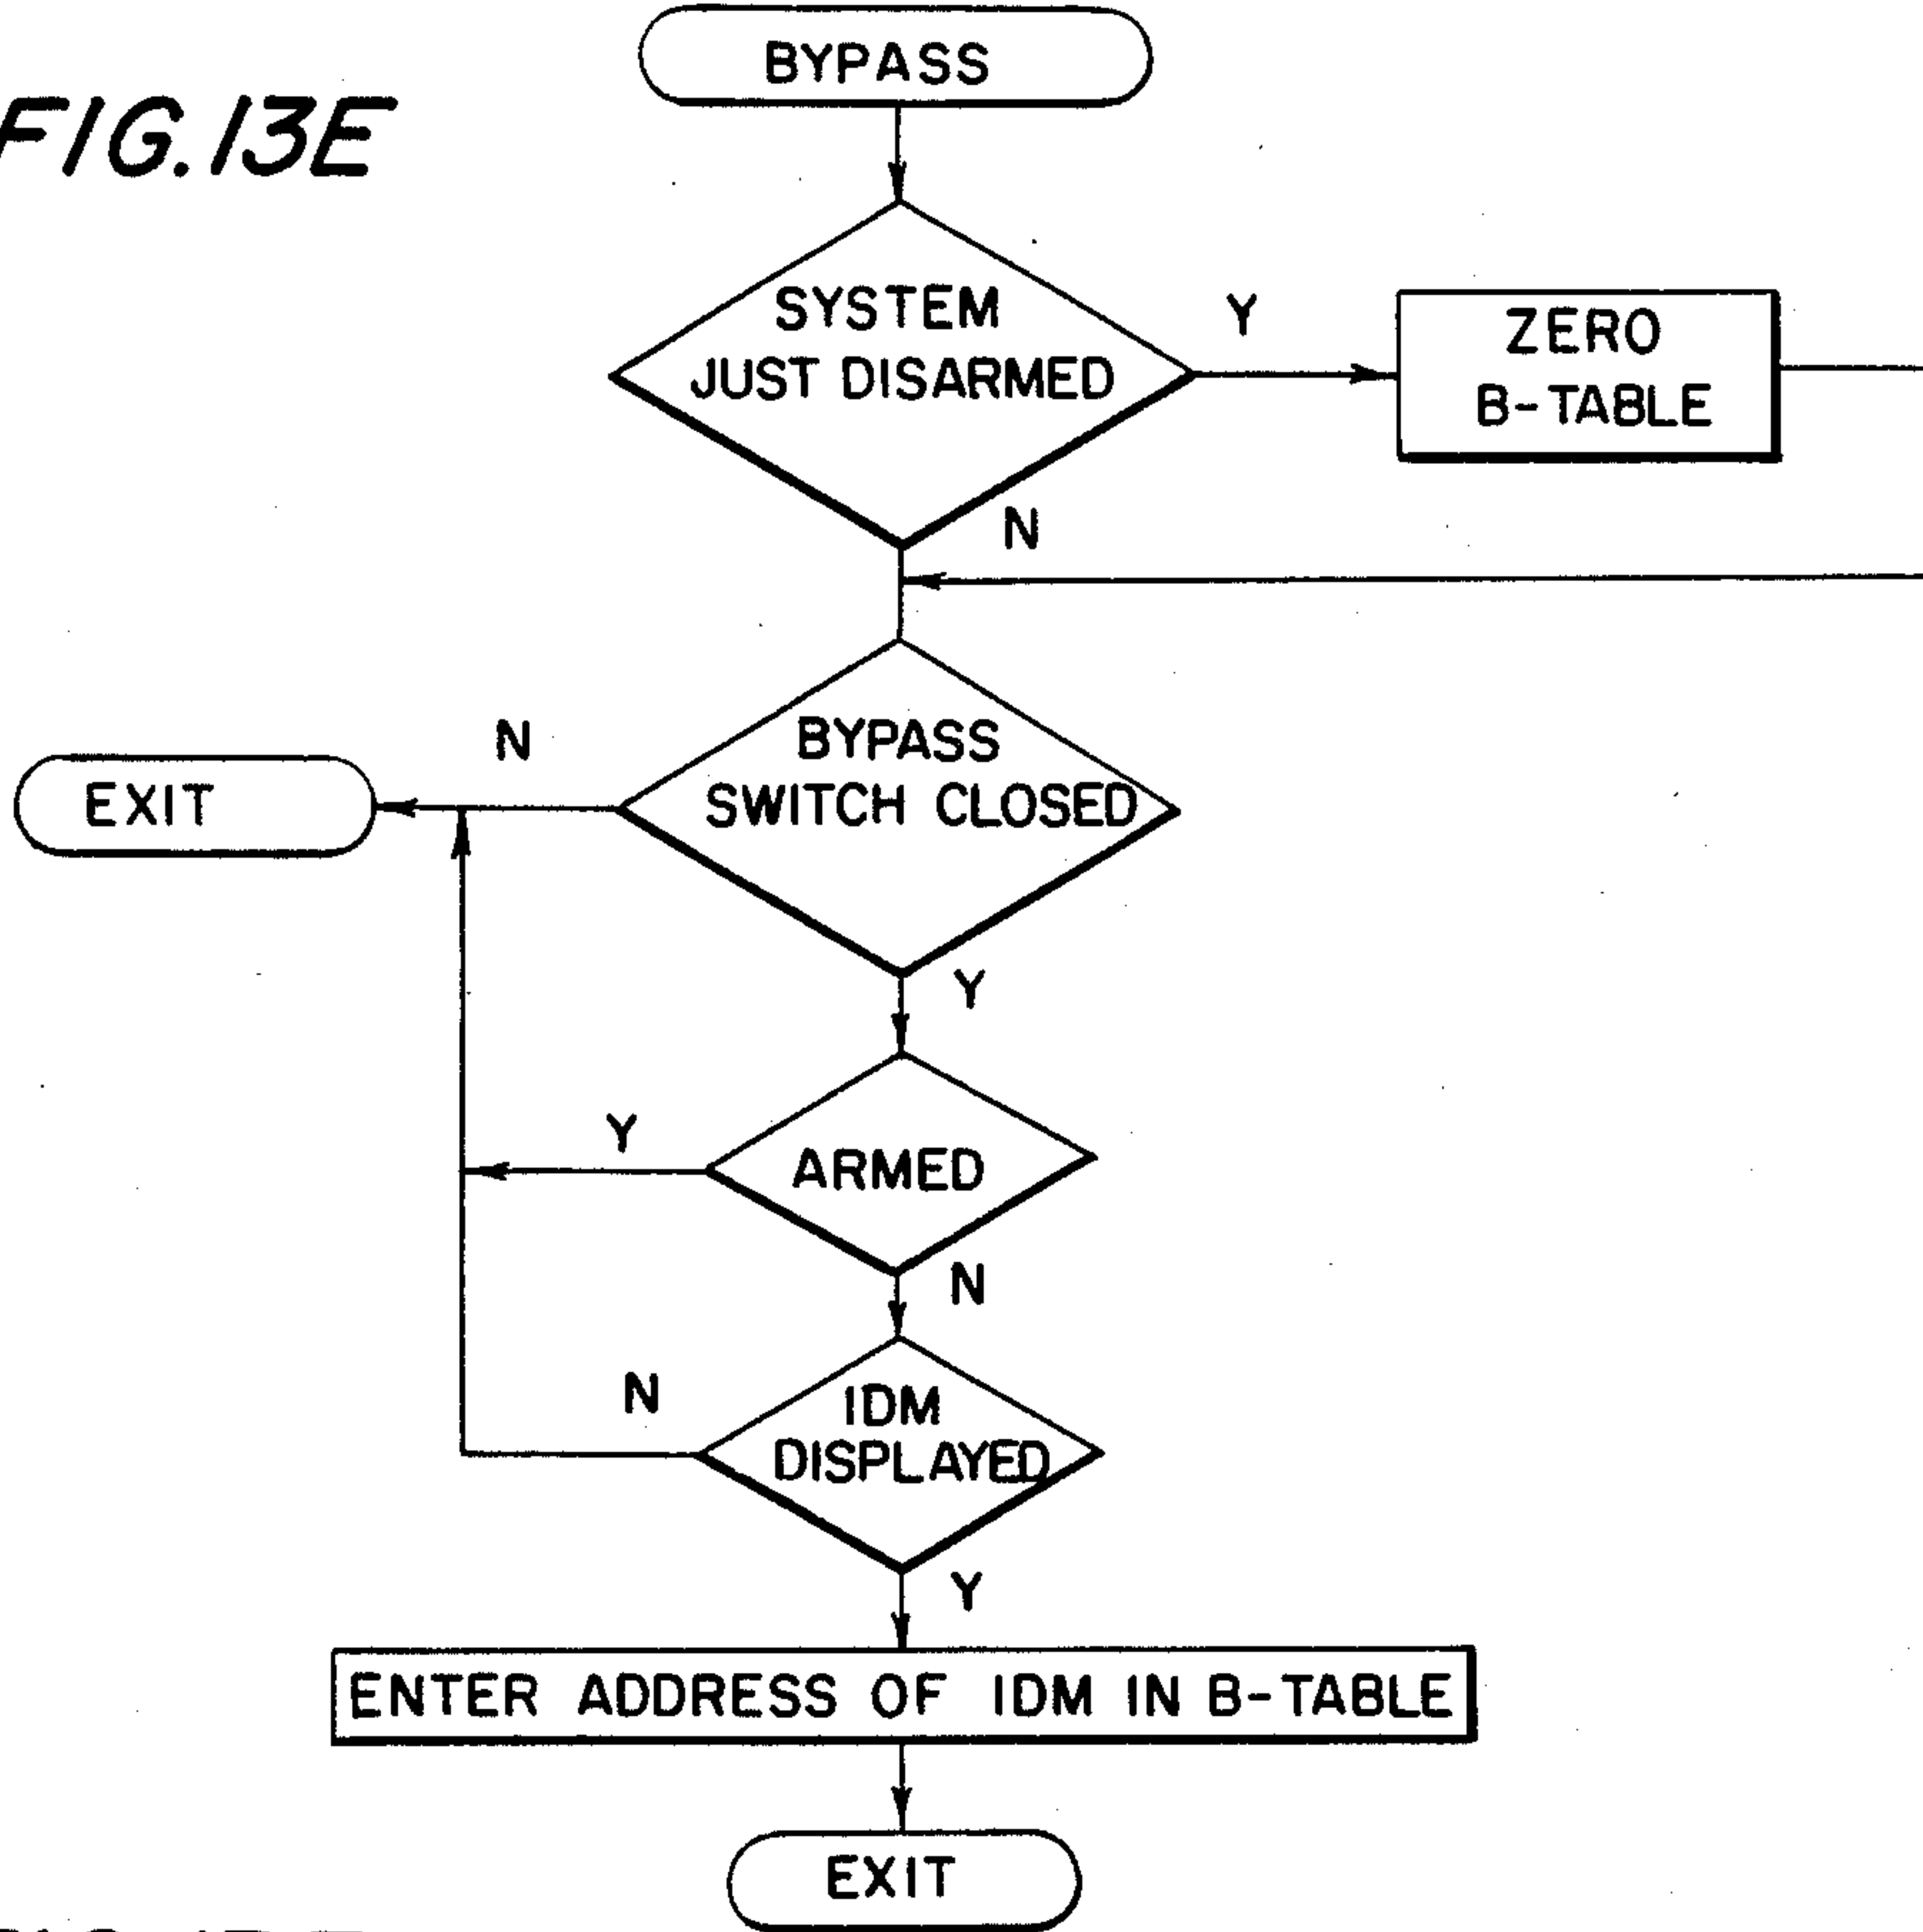 BYPASS
FIG. 13E
SYSTEM
JUST DISARMED
Y
ZERO
B-TABLE
N
BYPASS
SWITCH CLOSED
N
EXIT
Y
ARMED
Y
N
IDM
DISPLAYED
N
Y
ENTER ADDRESS OF IDM IN B-TABLE
EXIT